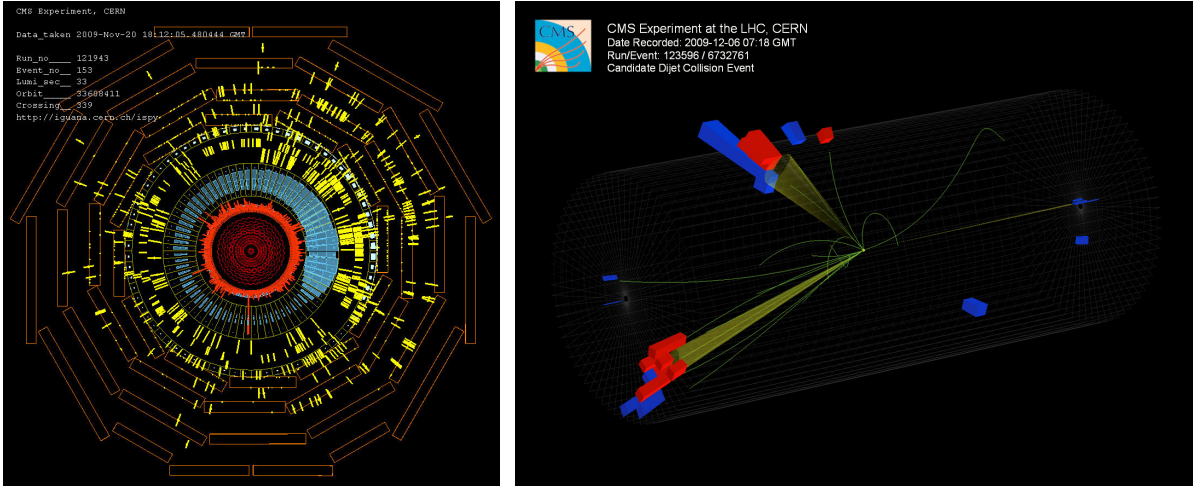 CMS Experiment, CERN
Data_taken 2009-Nov-20 18:12:05.480444 GMT
Run_no____ 121943
Event_no__ 153
Lumi_sec__ 33
Orbit_____ 33608411
Crossing__ 339
http://iguana.cern.ch/ispy
CMS
CMS Experiment at the LHC, CERN
Date Recorded: 2009-12-06 07:18 GMT
Run/Event: 123596 / 6732761
Candidate Dijet Collision Event